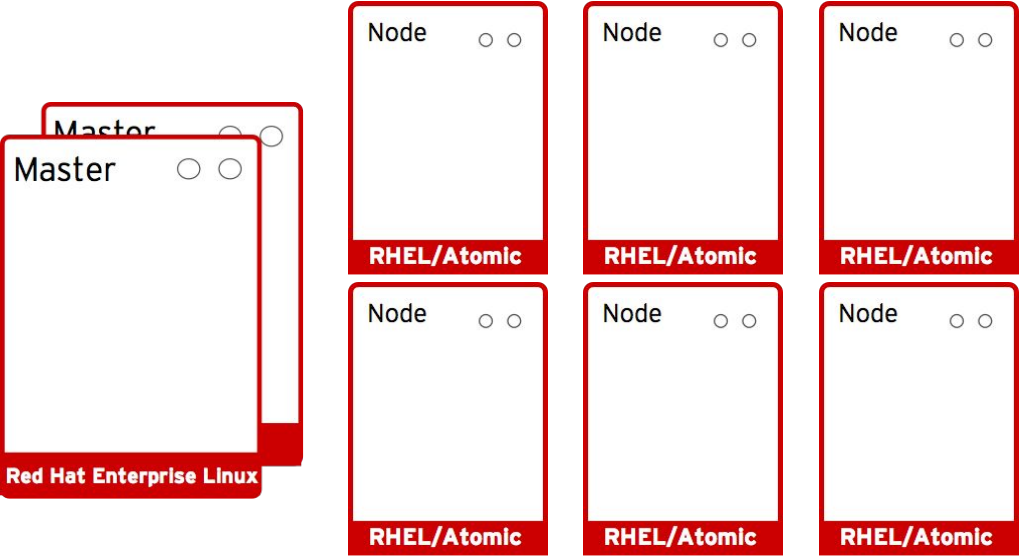 Master
Master
Red Hat Enterprise Linux
Node
Node
Node
RHEL/Atomic
RHEL/Atomic
RHEL/Atomic
Node
Node
Node
RHEL/Atomic
RHEL/Atomic
RHEL/Atomic